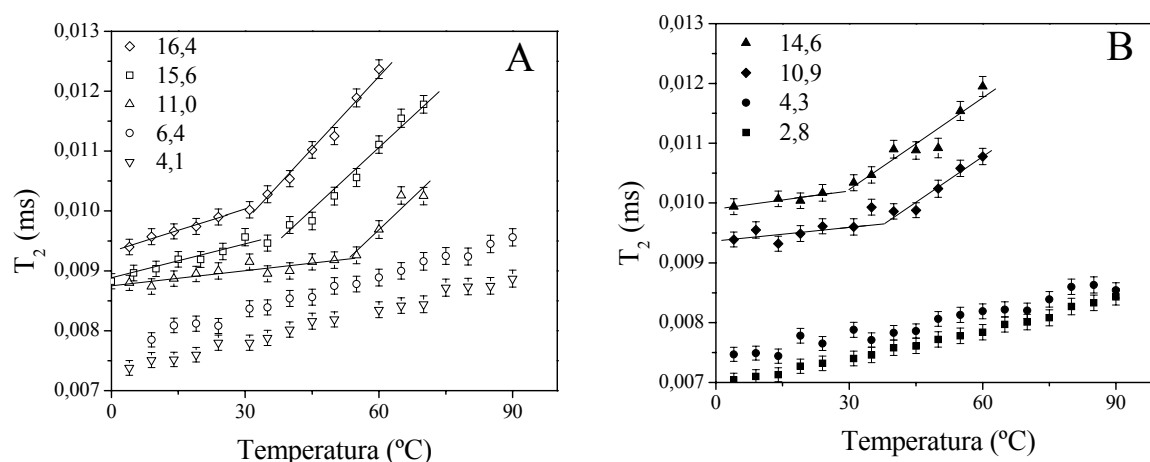 A
16,4
15,6
11,0
6,4
4,1
0,013
0,012
0,011
0,010
0,009
0,008
0,007
T2 (ms)
0 30 60 90
Temperatura (ºC)
B
14,6
10,9
4,3
2,8
0,013
0,012
0,011
0,010
0,009
0,008
0,007
T2 (ms)
0 30 60 90
Temperatura (ºC)